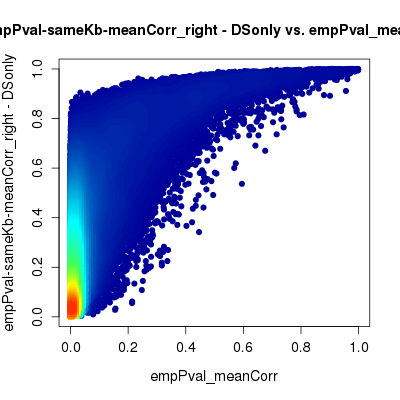 mpPval-sameKb-meanCorr_right - DSonly vs. empPval_mea
empPval-sameKb-meanCorr_right - DSonly
1.0
0.8
0.6
0.4
0.2
0.0
0.0 0.2 0.4 0.6 0.8 1.0
empPval_meanCorr